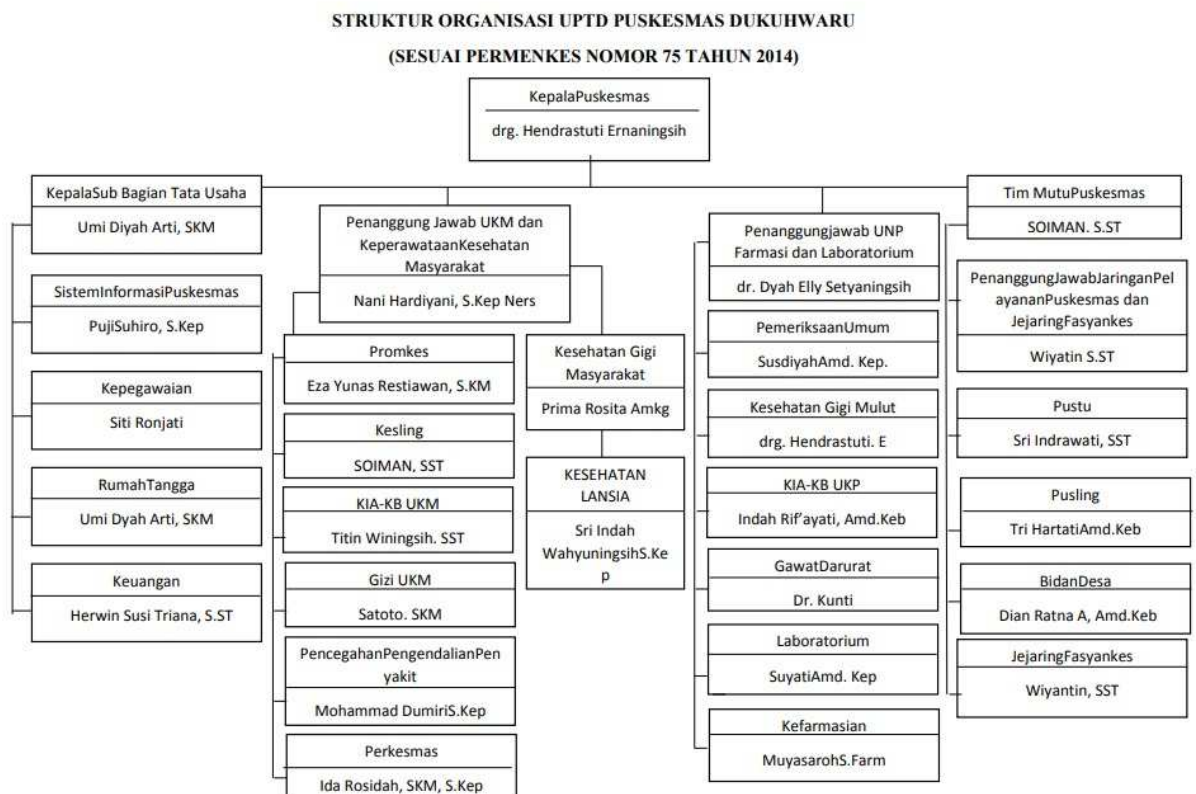 STRUKTUR ORGANISASI UPTD PUSKESMAS DUKUHWARU
(SESUAI PERMENKES NOMOR 75 TAHUN 2014)
KepalaPuskesmas
drg. Hendrastuti Ernaningsih
KepalaSub Bagian Tata Usaha
Umi Diyah Arti, SKM
SistemInformasiPuskesmas
PujiSuhiro, S.Kep
Kepegawaian
Siti Ronjati
RumahTangga
Umi Dyah Arti, SKM
Keuangan
Herwin Susi Triana, S.ST
Penanggung Jawab UKM dan
KeperawataanKesehatan
Masyarakat
Nani Hardiyani, S.Kep Ners
Promkes
Eza Yunas Restiawan, S.KM
Kesling
SOIMAN, SST
KIA-KB UKM
Titin Winingsih. SST
Gizi UKM
Satoto. SKM
PencegahanPengendalianPen
yakit
Mohammad DumiriS.Kep
Perkesmas
Ida Rosidah, SKM, S.Kep
Kesehatan Gigi
Masyarakat
Prima Rosita Amkg
KESEHATAN
LANSIA
Sri Indah
WahyuningsihS.Ke
p
Penanggungjawab UNP
Farmasi dan Laboratorium
dr. Dyah Elly Setyaningsih
PemeriksaanUmum
SusdiyahAmd. Kep.
Kesehatan Gigi Mulut
drg. Hendrastuti. E
KIA-KB UKP
Indah Rif'ayati, Amd.Keb
GawatDarurat
Dr. Kunti
Laboratorium
SuyatiAmd. Kep
Kefarmasian
MuyasarohS.Farm
Tim MutuPuskesmas
SOIMAN. S.ST
PenanggungJawabJaringanPel
ayananPuskesmas dan
JejaringFasyankes
Wiyatin S.ST
Pustu
Sri Indrawati, SST
Pusling
Tri HartatiAmd.Keb
BidanDesa
Dian Ratna A, Amd.Keb
JejaringFasyankes
Wiyantin, SST